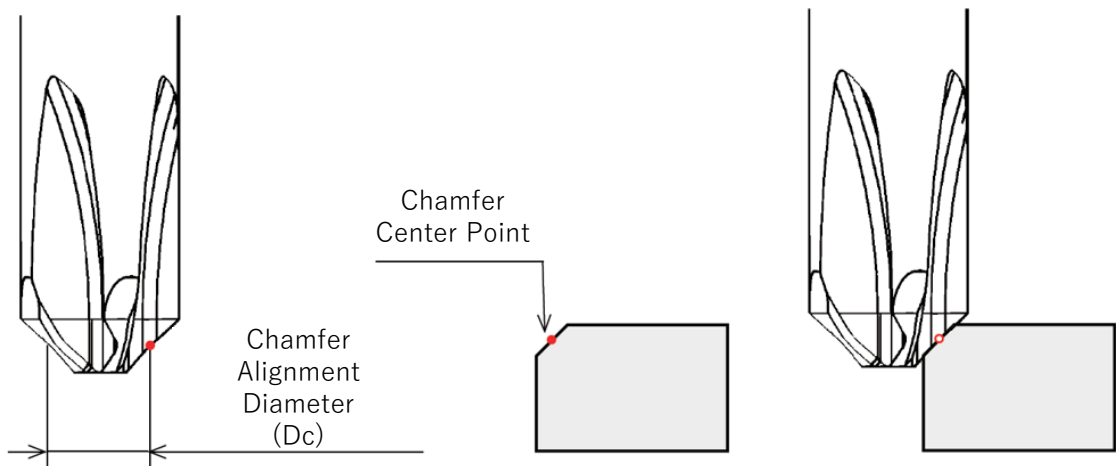 Chamfer
Center Point
Chamfer
Alignment
Diameter
(Dc)